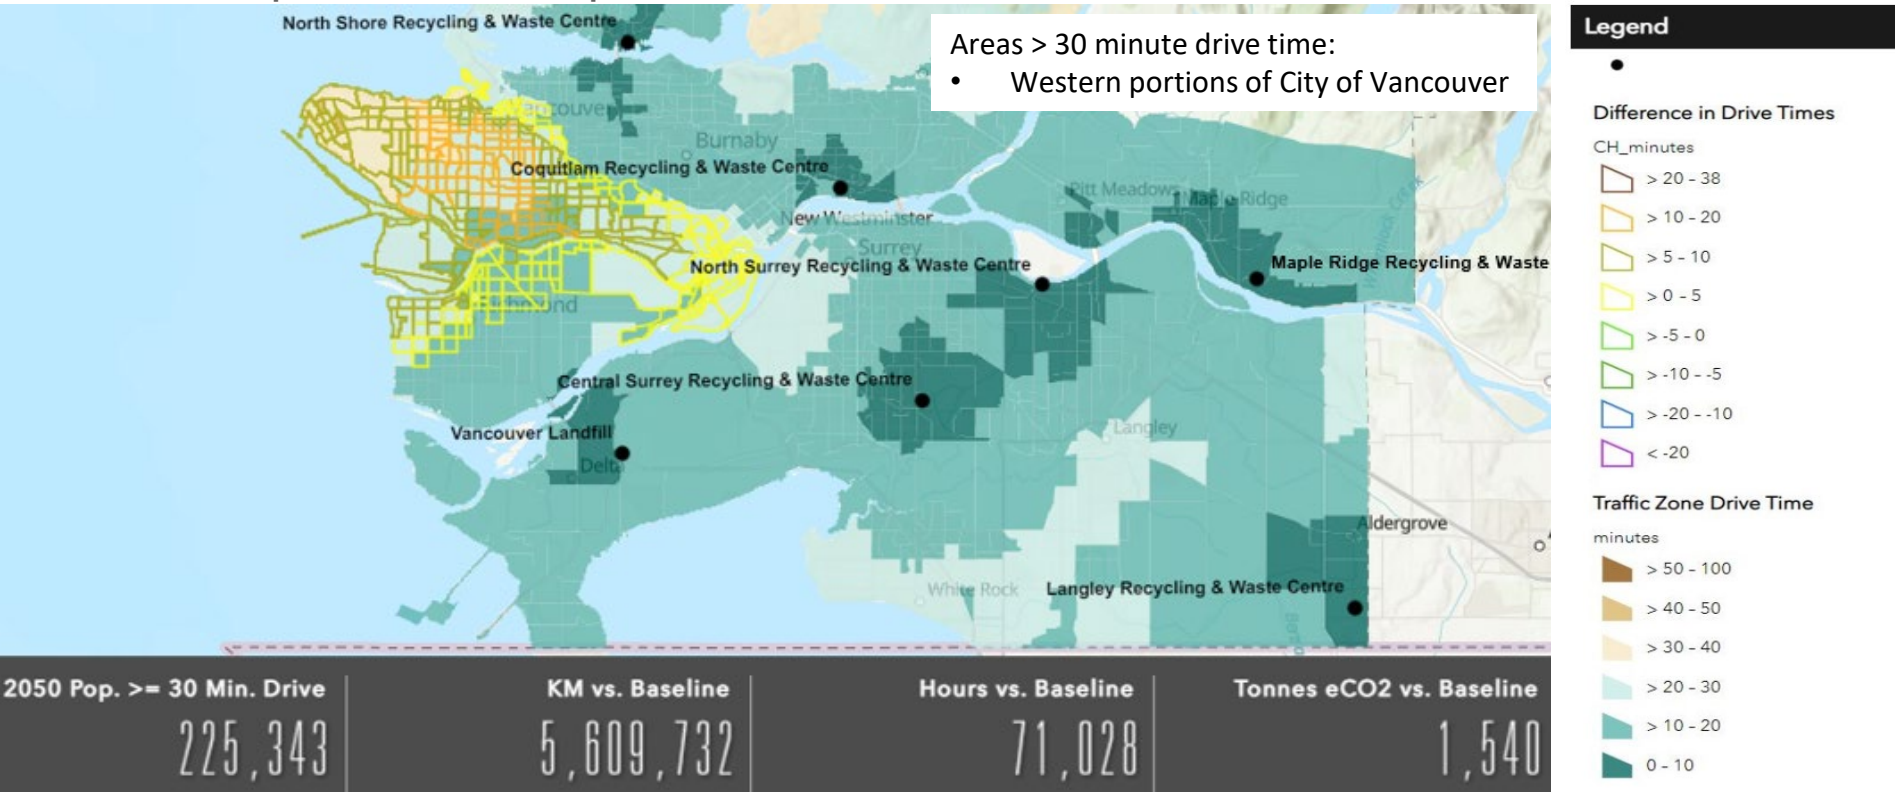 North Shore Recycling & Waste Centre
Areas > 30 minute drive time:
• Western portions of City of Vancouver
Vancouver
Burnaby
Coquitlam Recycling & Waste Centre
Pitt Meadows
Maple Ridge
New Westminster
Surrey
North Surrey Recycling & Waste Centre
Maple Ridge Recycling & Waste
Richmond
Central Surrey Recycling & Waste Centre
Langley
Vancouver Landfill
Delta
Aldergrove
White Rock
Langley Recycling & Waste Centre
2050 Pop. >= 30 Min. Drive
225,343
KM vs. Baseline
5,609,732
Hours vs. Baseline
71,028
Tonnes eCO2 vs. Baseline
1,540
Legend
Difference in Drive Times
CH_minutes
> 20 - 38
> 10 - 20
> 5 - 10
> 0 - 5
> -5 - 0
> -10 - -5
> -20 - -10
< -20
Traffic Zone Drive Time
minutes
> 50 - 100
> 40 - 50
> 30 - 40
> 20 - 30
> 10 - 20
0 - 10